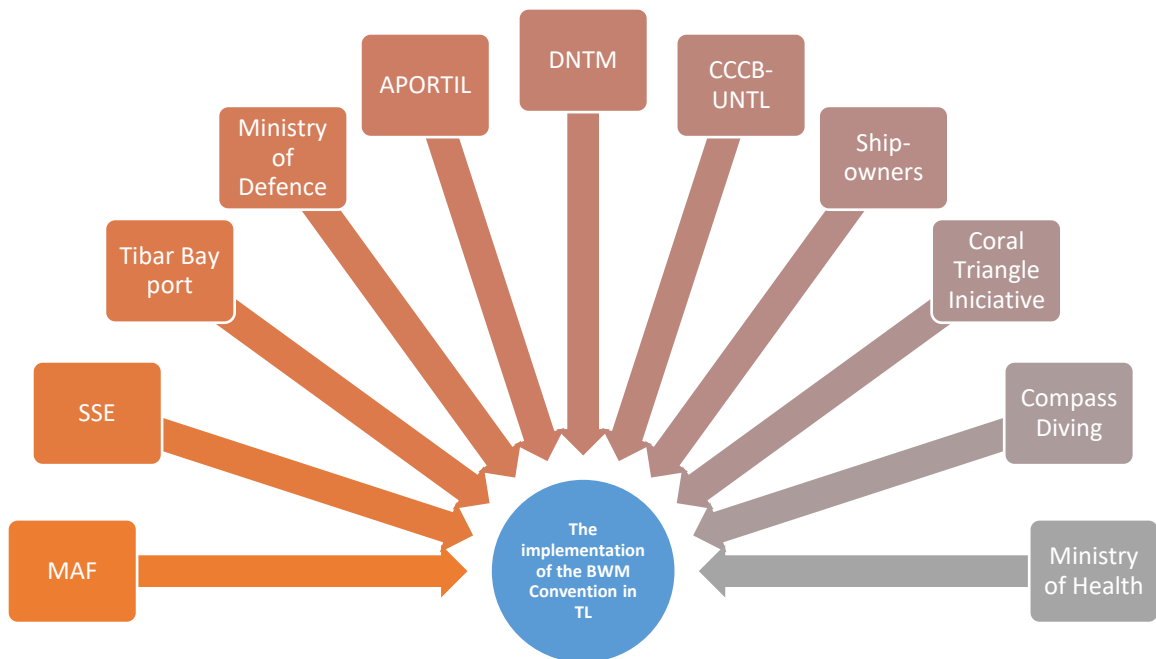 DNTM
APORTIL
CCCB-
UNTL
Ministry
of
Defence
Ship-
owners
Tibar Bay
port
Coral
Triangle
Iniciative
SSE
Compass
Diving
MAF
The
implementation
of the BWM
Convention in
TL
Ministry
of Health